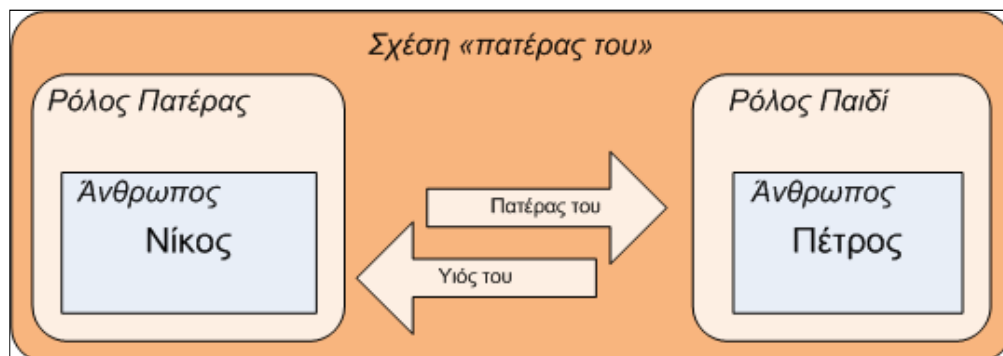 Σχέση «πατέρας του»
Ρόλος Πατέρας
Ρόλος Παιδί
Άνθρωπος
Νίκος
Πατέρας του
Υιός του
Άνθρωπος
Πέτρος